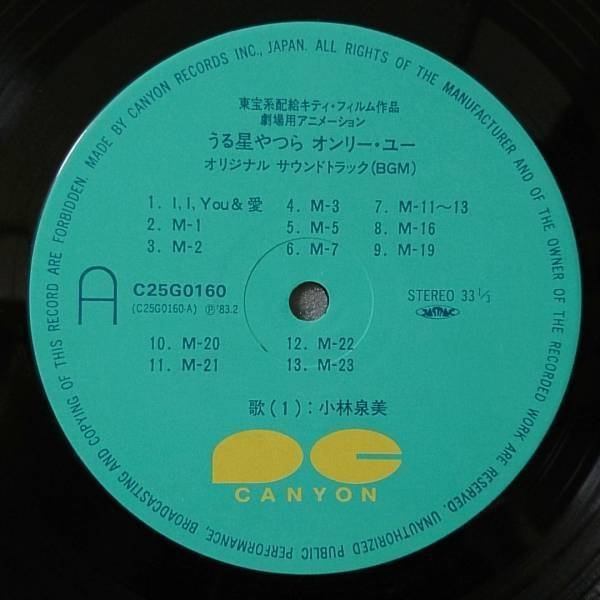 MADE BY CANYON RECORDS INC., JAPAN. ALL RIGHTS OF THE MANUFACTURER AND OF THE OWNER OF THE RECORDED WORK ARE RESERVED. UNAUTHORIZED PUBLIC PERFORMANCE, BROADCASTING AND COPYING OF THIS RECORD ARE FORBIDDEN.
東宝系配給キティ・フィルム作品
劇場用アニメーション
うる星やつら オンリー・ユー
オリジナル サウンドトラック(BGM)
1. I, I, You & 愛
2. M-1
3. M-2
4. M-3
5. M-5
6. M-7
7. M-11〜13
8. M-16
9. M-19
A
C25G0160
(C25G0160-A) Ⓟ'83.2
STEREO 33 1/3
JASRAC
10. M-20
11. M-21
12. M-22
13. M-23
歌(1): 小林泉美
PC
CANYON